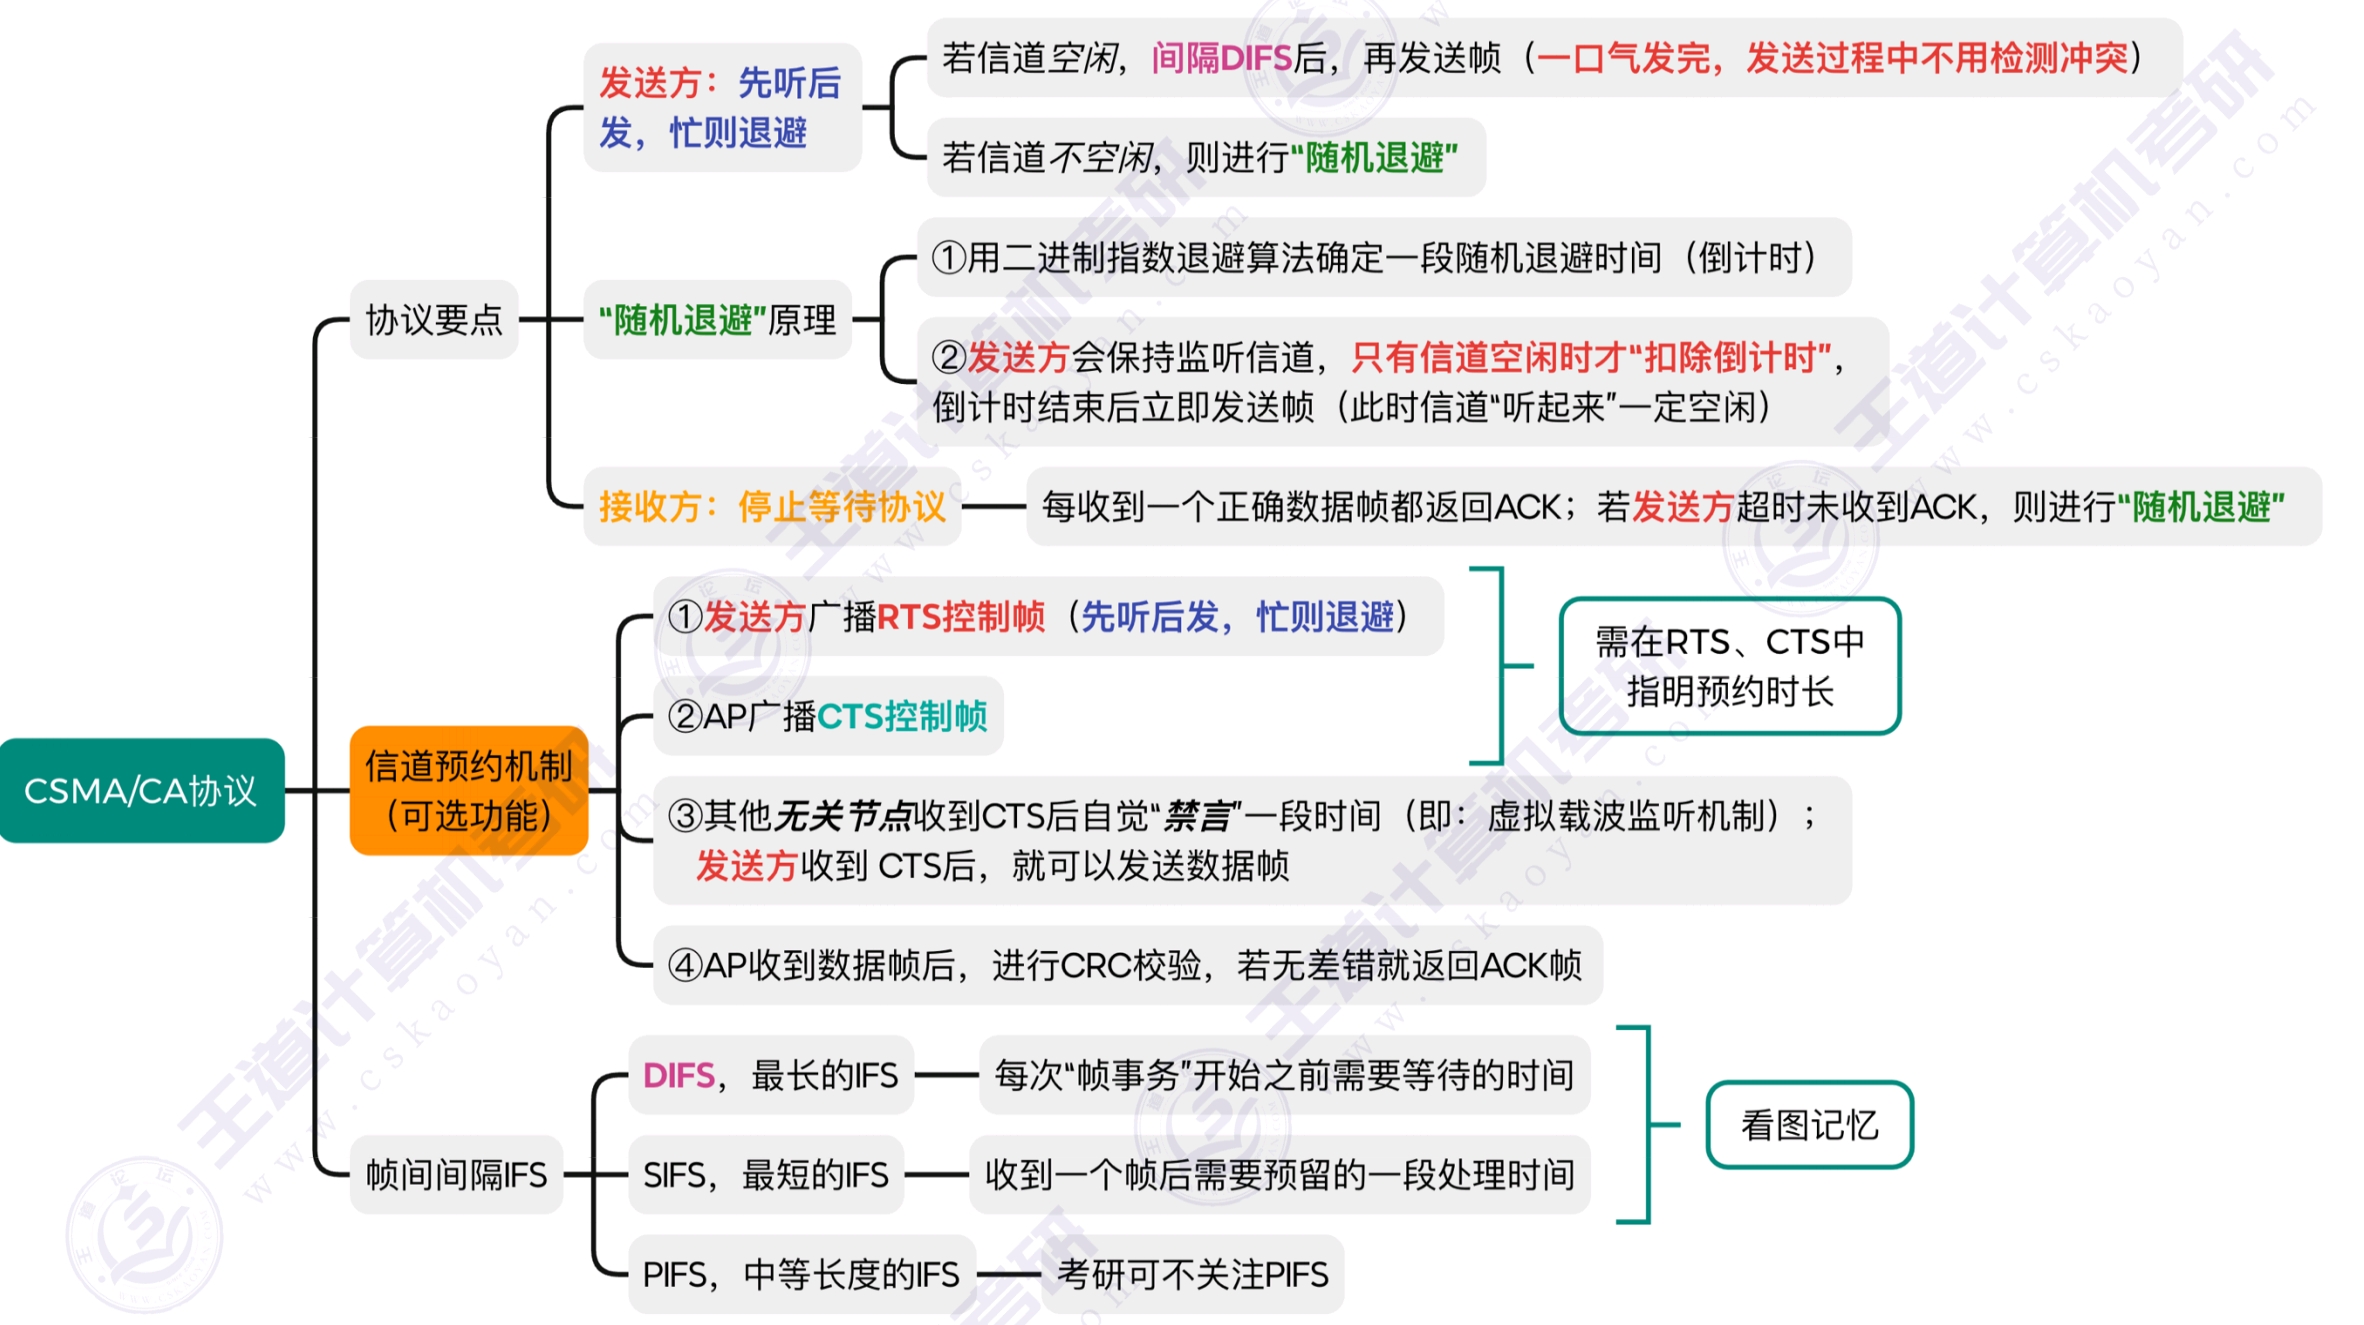 若信道空闲，间隔DIFS后，再发送帧（一口气发完，发送过程中不用检测冲突）
发送方：先听后
发，忙则退避
若信道不空闲，则进行“随机退避”
①用二进制指数退避算法确定一段随机退避时间（倒计时）
协议要点
“随机退避”原理
②发送方会保持监听信道，只有信道空闲时才“扣除倒计时”，
倒计时结束后立即发送帧（此时信道“听起来”一定空闲）
接收方：停止等待协议
每收到一个正确数据帧都返回ACK；若发送方超时未收到ACK，则进行“随机退避”
①发送方广播RTS控制帧（先听后发，忙则退避）
②AP广播CTS控制帧
需在RTS、CTS中
指明预约时长
CSMA/CA协议
信道预约机制
（可选功能）
③其他无关节点收到CTS后自觉“禁言”一段时间（即：虚拟载波监听机制）；
发送方收到 CTS后，就可以发送数据帧
④AP收到数据帧后，进行CRC校验，若无差错就返回ACK帧
帧间间隔IFS
DIFS，最长的IFS
每次“帧事务”开始之前需要等待的时间
SIFS，最短的IFS
收到一个帧后需要预留的一段处理时间
看图记忆
PIFS，中等长度的IFS
考研可不关注PIFS
王道计算机考研
www.cskaoyan.com